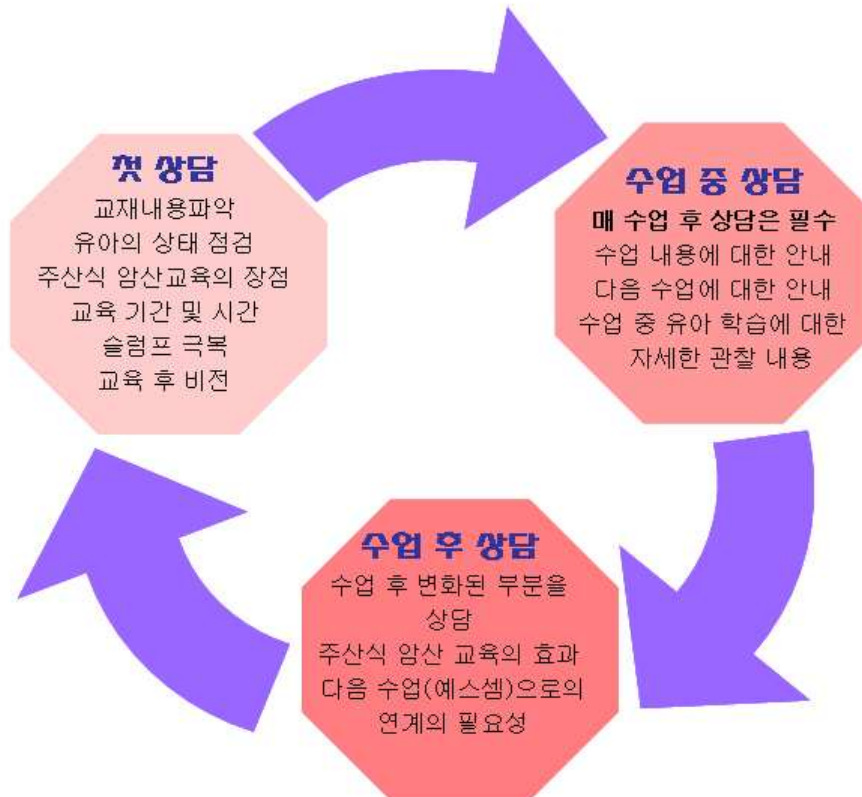 첫 상담
교재내용파악
유아의 상태 점검
주산식 암산교육의 장점
교육 기간 및 시간
슬럼프 극복
교육 후 비전
수업 중 상담
매 수업 후 상담은 필수
수업 내용에 대한 안내
다음 수업에 대한 안내
수업 중 유아 학습에 대한
자세한 관찰 내용
수업 후 상담
수업 후 변화된 부분을
상담
주산식 암산 교육의 효과
다음 수업(예스셈)으로의
연계의 필요성